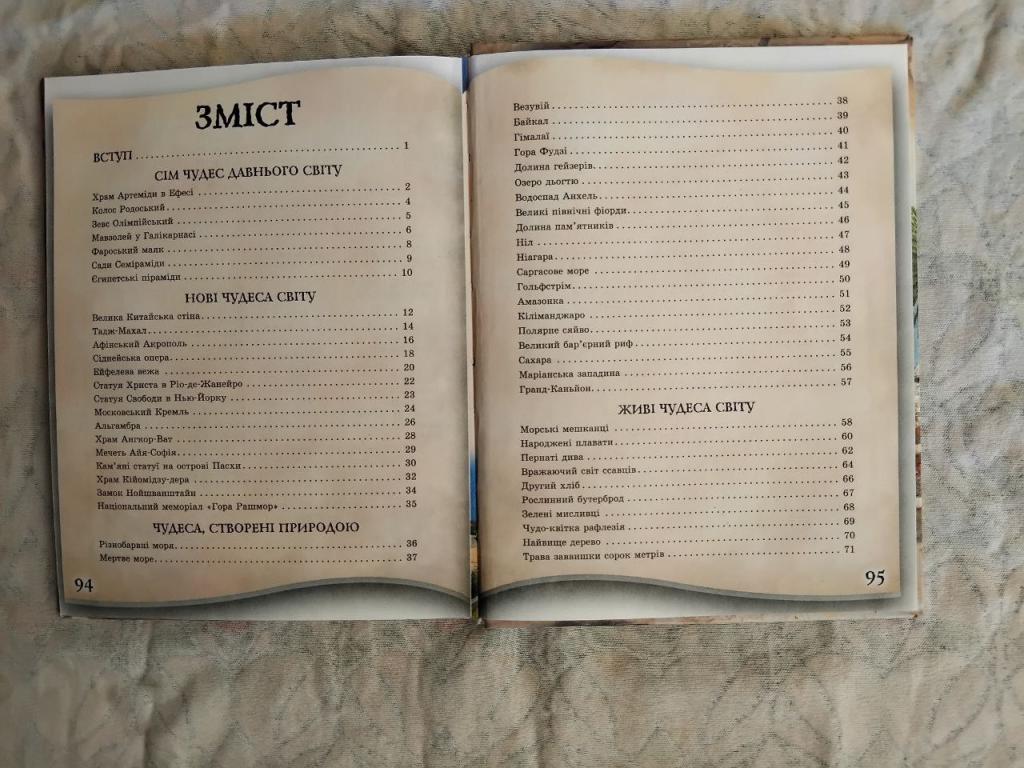 ЗМІСТ
ВСТУП 1
СІМ ЧУДЕС ДАВНЬОГО СВІТУ
Храм Артеміди в Ефесі 2
Колос Родоський 4
Зевс Олімпійський 5
Мавзолей у Галікарнасі 6
Фароський маяк 8
Сади Семіраміди 9
Єгипетські піраміди 10
НОВІ ЧУДЕСА СВІТУ
Велика Китайська стіна 12
Тадж-Махал 14
Афінський Акрополь 16
Сіднейська опера 18
Ейфелева вежа 20
Статуя Христа в Ріо-де-Жанейро 22
Статуя Свободи в Нью-Йорку 23
Московський Кремль 24
Альгамбра 26
Храм Ангкор-Ват 28
Мечеть Айя-Софія 29
Кам'яні статуї на острові Пасхи 30
Храм Кійомідзу-дера 32
Замок Нойшванштайн 34
Національний меморіал «Гора Рашмор» 35
ЧУДЕСА, СТВОРЕНІ ПРИРОДОЮ
Різнобарвні моря 36
Мертве море 37
94
Везувій 38
Байкал 39
Гімалаї 40
Гора Фудзі 41
Долина гейзерів 42
Озеро дьогтю 43
Водоспад Анхель 44
Великі північні фіорди 45
Долина пам'ятників 46
Ніл 47
Ніагара 48
Саргасове море 49
Гольфстрім 50
Амазонка 51
Кіліманджаро 52
Полярне сяйво 53
Великий бар'єрний риф 54
Сахара 55
Маріанська западина 56
Гранд-Каньйон 57
ЖИВІ ЧУДЕСА СВІТУ
Морські мешканці 58
Народжені плавати 60
Пернаті дива 62
Вражаючий світ ссавців 64
Другий хліб 66
Рослинний бутерброд 67
Зелені мисливці 68
Чудо-квітка рафлезія 69
Найвище дерево 70
Трава завишки сорок метрів 71
95